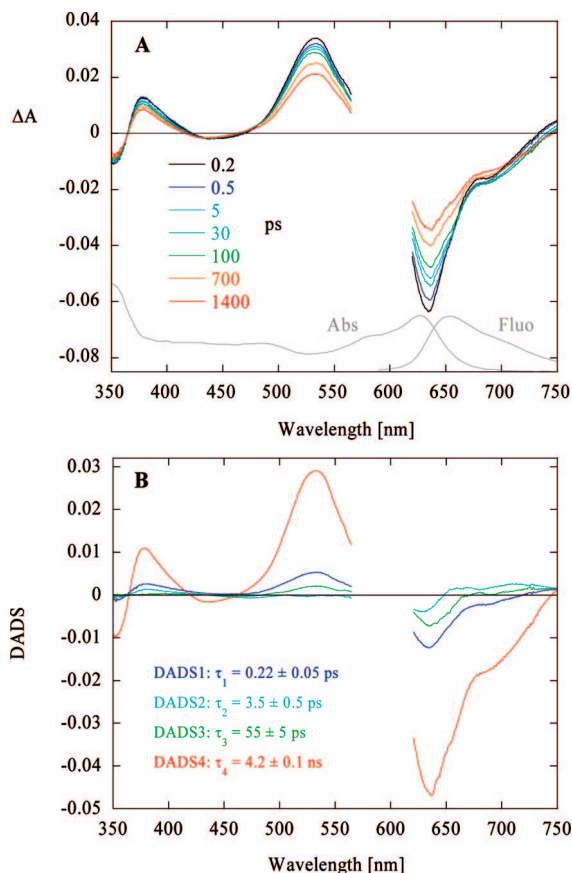 A
0.04
0.02
ΔA
0
-0.02
-0.04
-0.06
-0.08
0.2
0.5
5
30
ps
100
700
1400
Abs
Fluo
350 400 450 500 550 600 650 700 750
Wavelength [nm]
B
0.03
0.02
0.01
0
-0.01
-0.02
-0.03
-0.04
-0.05
DADS
DADS1: τ1 = 0.22 ± 0.05 ps
DADS2: τ2 = 3.5 ± 0.5 ps
DADS3: τ3 = 55 ± 5 ps
DADS4: τ4 = 4.2 ± 0.1 ns
350 400 450 500 550 600 650 700 750
Wavelength [nm]